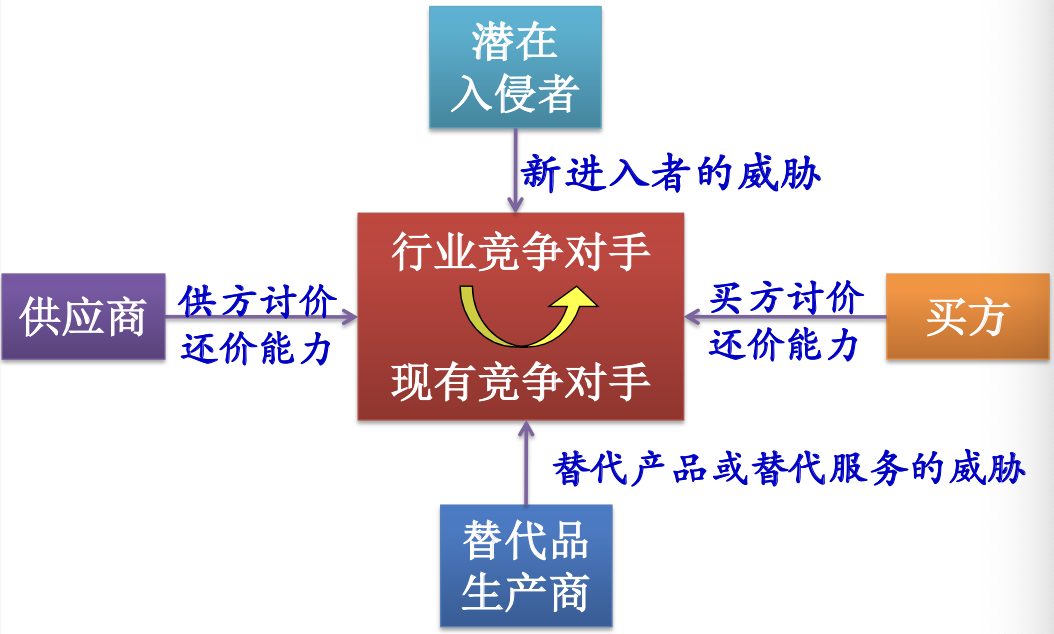 潜在
入侵者
新进入者的威胁
行业竞争对手
现有竞争对手
供应商
供方讨价
还价能力
买方讨价
还价能力
买方
替代产品或替代服务的威胁
替代品
生产商